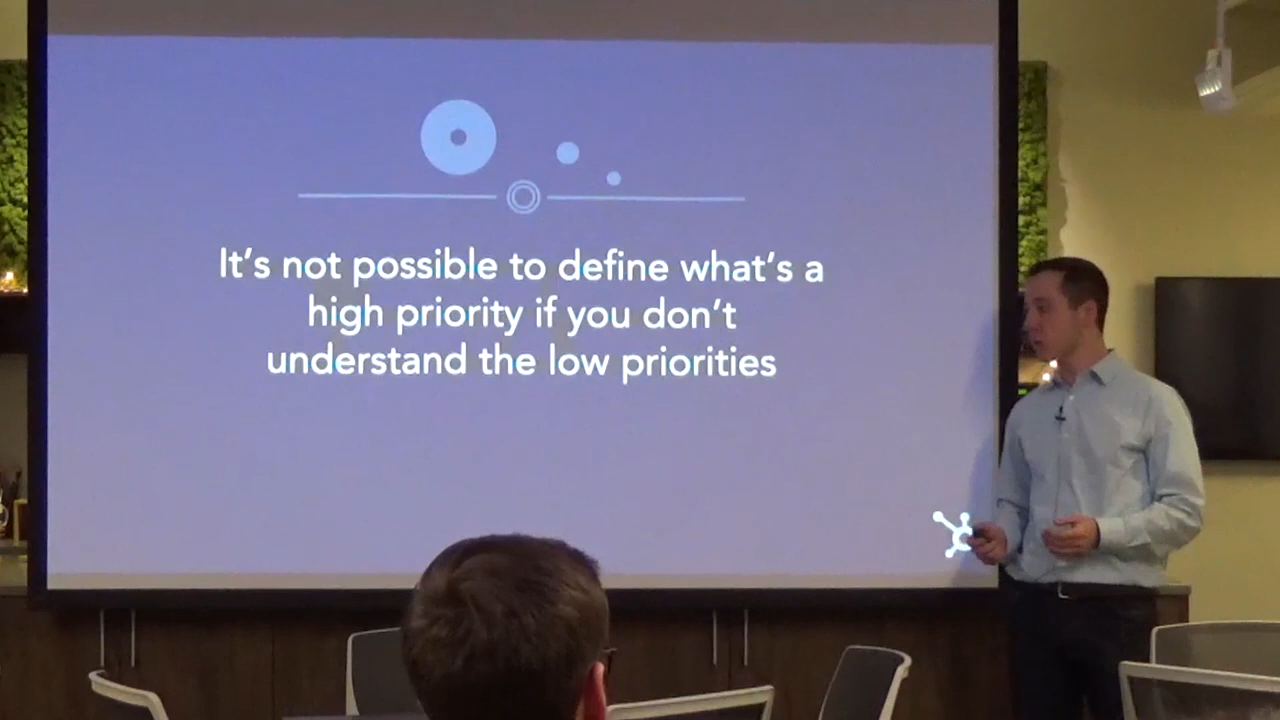 It's not possible to define what's a
high priority if you don't
understand the low priorities